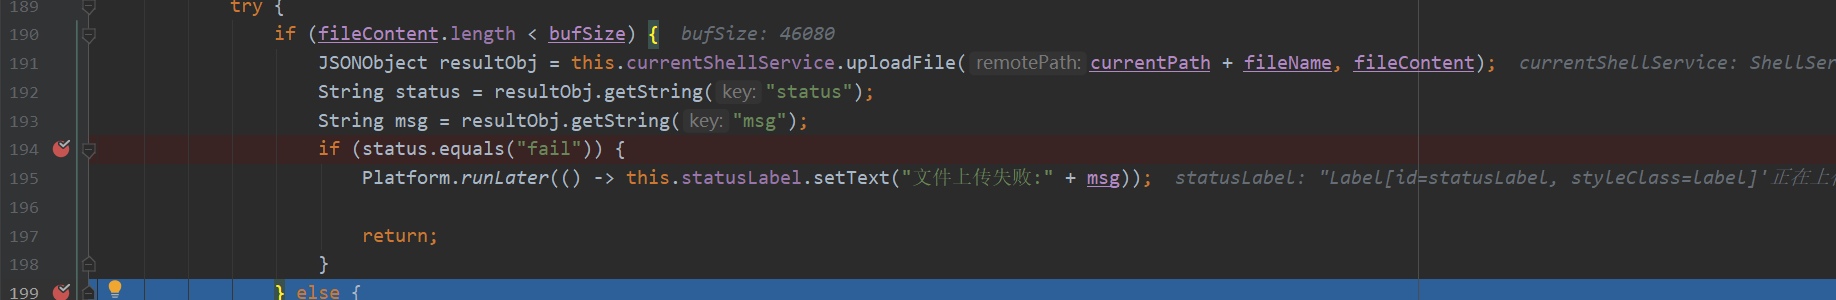 189 try {
190 if (fileContent.length < bufSize) { bufSize: 46080
191 JSONObject resultObj = this.currentShellService.uploadFile( remotePath: currentPath + fileName, fileContent); currentShellService: ShellSer
192 String status = resultObj.getString( key: "status");
193 String msg = resultObj.getString( key: "msg");
194 if (status.equals("fail")) {
195 Platform.runLater(() -> this.statusLabel.setText("文件上传失败:" + msg)); statusLabel: "Label[id=statusLabel, styleClass=label]'正在上
196
197 return;
198 }
199 } else {